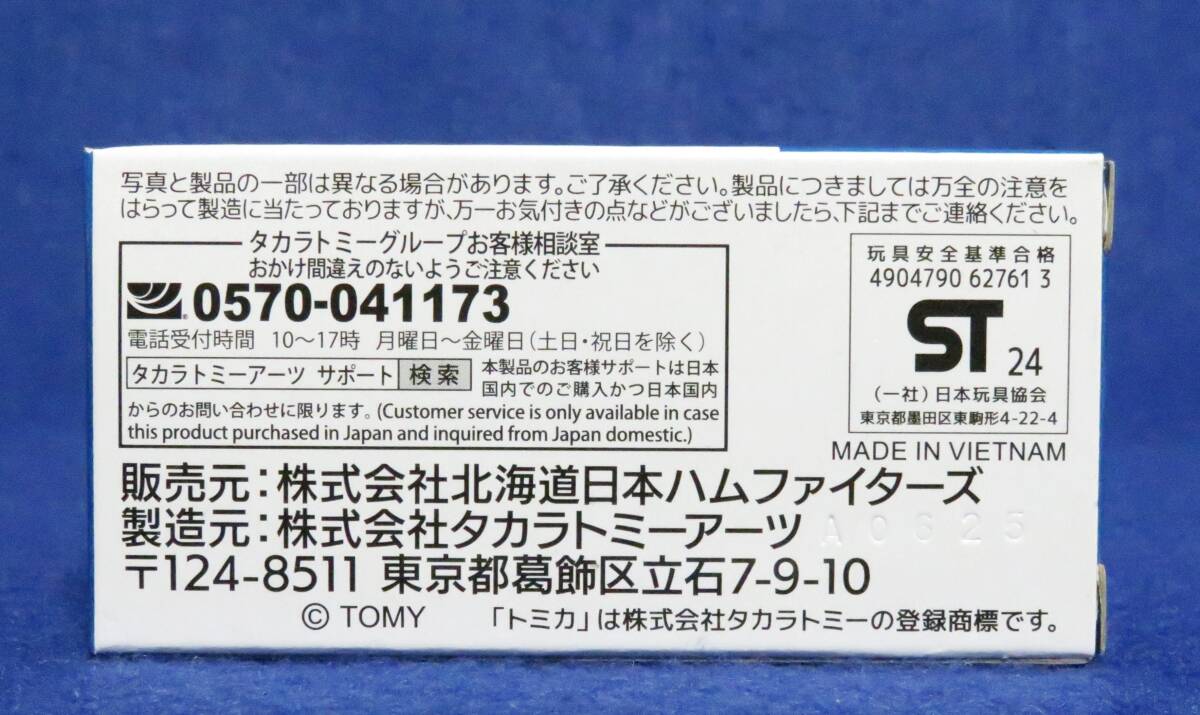 写真と製品の一部は異なる場合があります。ご了承ください。製品につきましては万全の注意を
はらって製造に当たっておりますが、万一お気付きの点などがございましたら、下記までご連絡ください。
タカラトミーグループお客様相談室
おかけ間違えのないようご注意ください
0570-041173
電話受付時間 10～17時 月曜日～金曜日(土日・祝日を除く)
タカラトミーアーツ サポート 検索
本製品のお客様サポートは日本
国内でのご購入かつ日本国内
からのお問い合わせに限ります。(Customer service is only available in case
this product purchased in Japan and inquired from Japan domestic.)
玩具安全基準合格
4904790 62761 3
ST 24
(一社)日本玩具協会
東京都墨田区東駒形4-22-4
MADE IN VIETNAM
販売元:株式会社北海道日本ハムファイターズ
製造元:株式会社タカラトミーアーツ
A0625
〒124-8511 東京都葛飾区立石7-9-10
© TOMY 「トミカ」は株式会社タカラトミーの登録商標です。